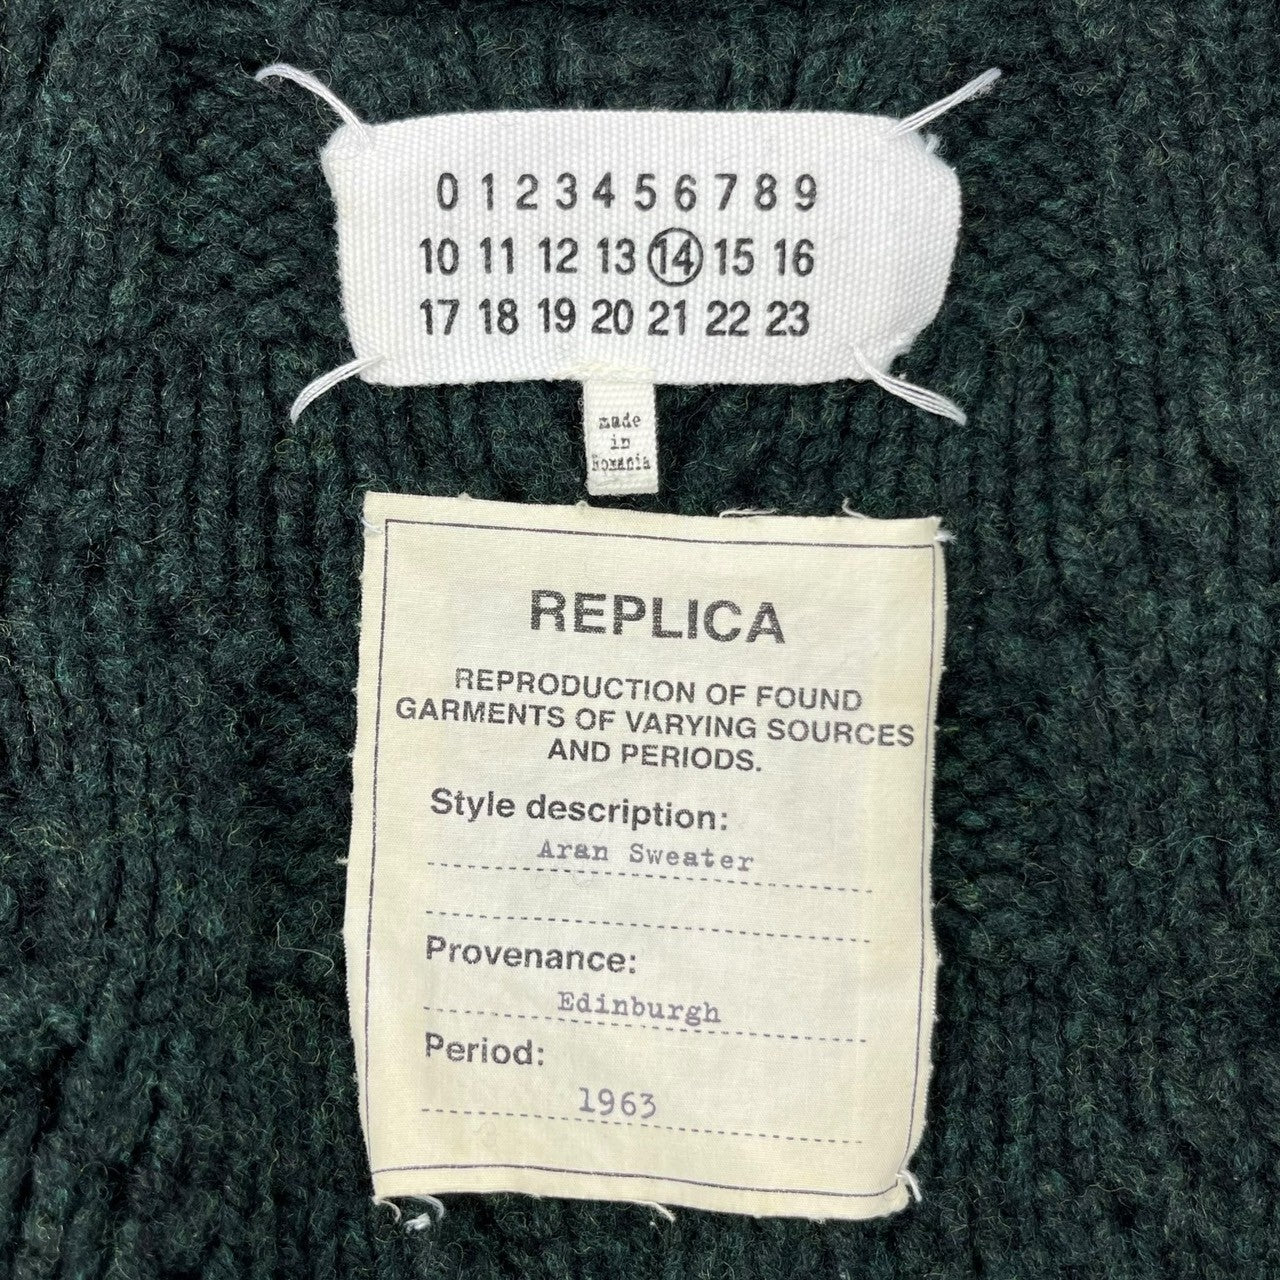 0 1 2 3 4 5 6 7 8 9
10 11 12 13 14 15 16
17 18 19 20 21 22 23
made
in
Romania
REPLICA
REPRODUCTION OF FOUND
GARMENTS OF VARYING SOURCES
AND PERIODS.
Style description:
Aran Sweater
Provenance:
Edinburgh
Period:
1963